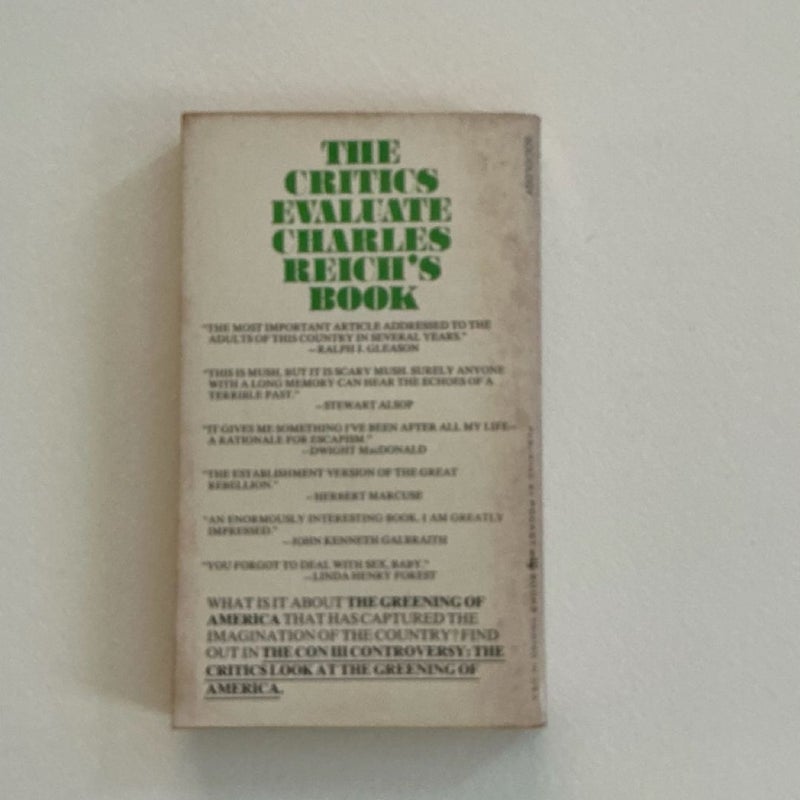 THE
CRITICS
EVALUATE
CHARLES
REICH'S
BOOK
"THE MOST IMPORTANT ARTICLE ADDRESSED TO THE
ADULTS OF THIS COUNTRY IN SEVERAL YEARS."
—RALPH J. GLEASON
"THIS IS MUSH, BUT IT IS SCARY MUSH. SURELY ANYONE
WITH A LONG MEMORY CAN HEAR THE ECHOES OF A
TERRIBLE PAST."
—STEWART ALSOP
"IT GIVES ME SOMETHING I'VE BEEN AFTER ALL MY LIFE—
A RATIONALE FOR ESCAPISM."
—DWIGHT MacDONALD
"THE ESTABLISHMENT VERSION OF THE GREAT
REBELLION."
—HERBERT MARCUSE
"AN ENORMOUSLY INTERESTING BOOK. I AM GREATLY
IMPRESSED."
—JOHN KENNETH GALBRAITH
"YOU FORGOT TO DEAL WITH SEX, BABY."
—LINDA HENRY FOREST
WHAT IS IT ABOUT THE GREENING OF
AMERICA THAT HAS CAPTURED THE
IMAGINATION OF THE COUNTRY? FIND
OUT IN THE CON III CONTROVERSY: THE
CRITICS LOOK AT THE GREENING OF
AMERICA.